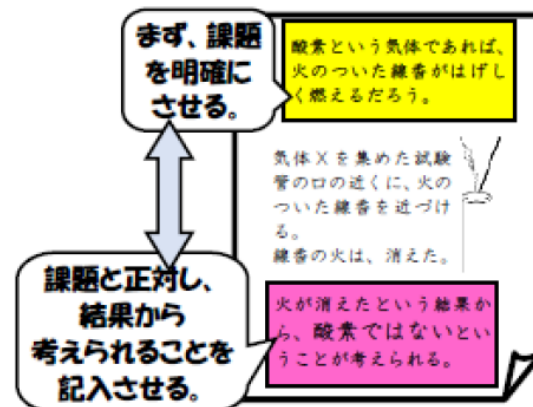 まず、課題
を明確に
させる。
酸素という気体であれば、
火のついた線香がはげし
く燃えるだろう。
気体Xを集めた試験
管の口の近くに、火の
ついた線香を近づけ
る。
線香の火は、消えた。
課題と正対し、
結果から
考えられることを
記入させる。
火が消えたという結果か
ら、酸素ではないとい
うことが考えられる。